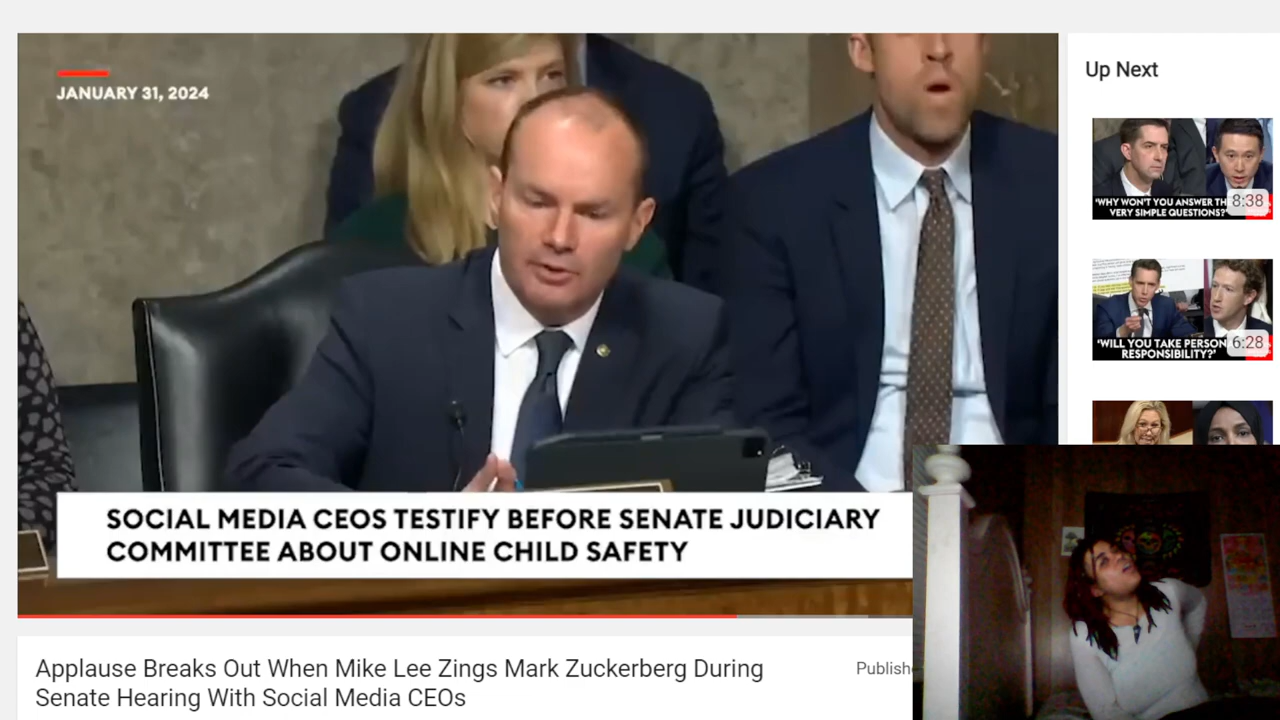 JANUARY 31, 2024
SOCIAL MEDIA CEOS TESTIFY BEFORE SENATE JUDICIARY
COMMITTEE ABOUT ONLINE CHILD SAFETY
Applause Breaks Out When Mike Lee Zings Mark Zuckerberg During
Senate Hearing With Social Media CEOs
Up Next
'WHY WON'T YOU ANSWER
VERY SIMPLE QUESTIONS?'
8:38
'WILL YOU TAKE
RESPONSIBILITY?'
6:28